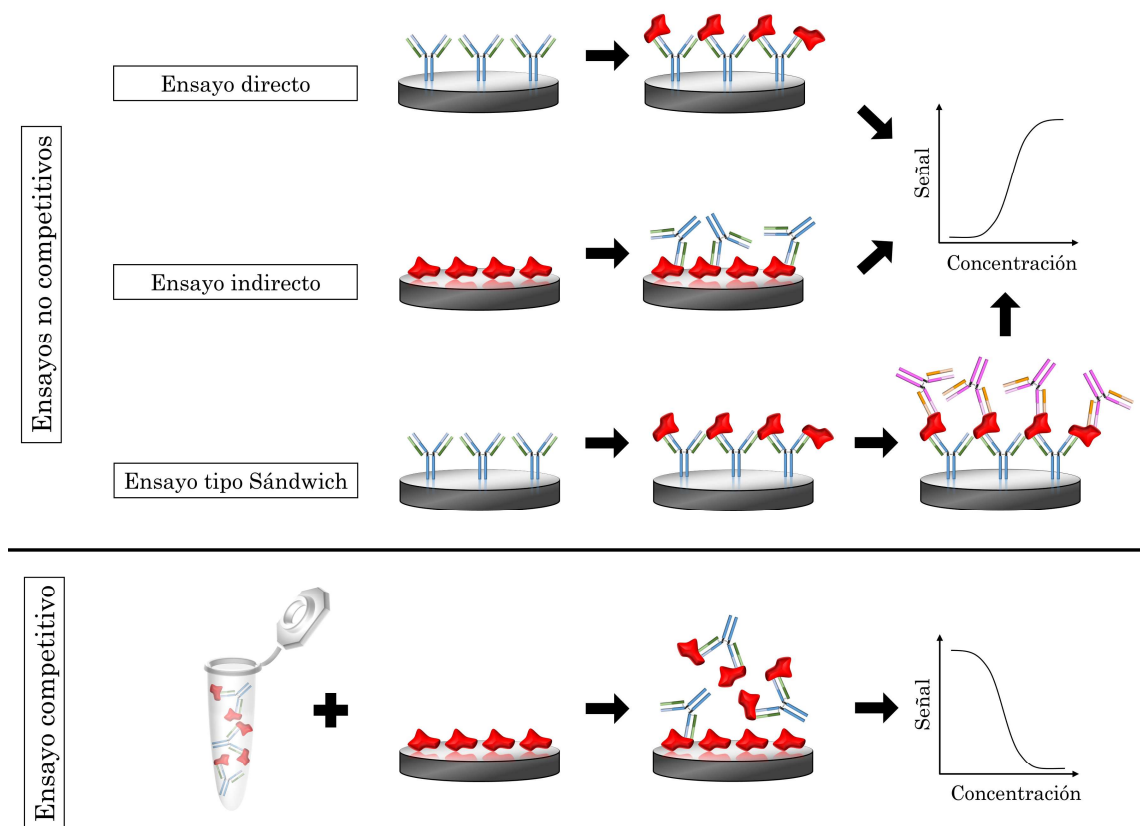 Ensayos no competitivos
Ensayo directo
Señal
Concentración
Ensayo indirecto
Ensayo tipo Sándwich
Ensayo competitivo
Señal
Concentración